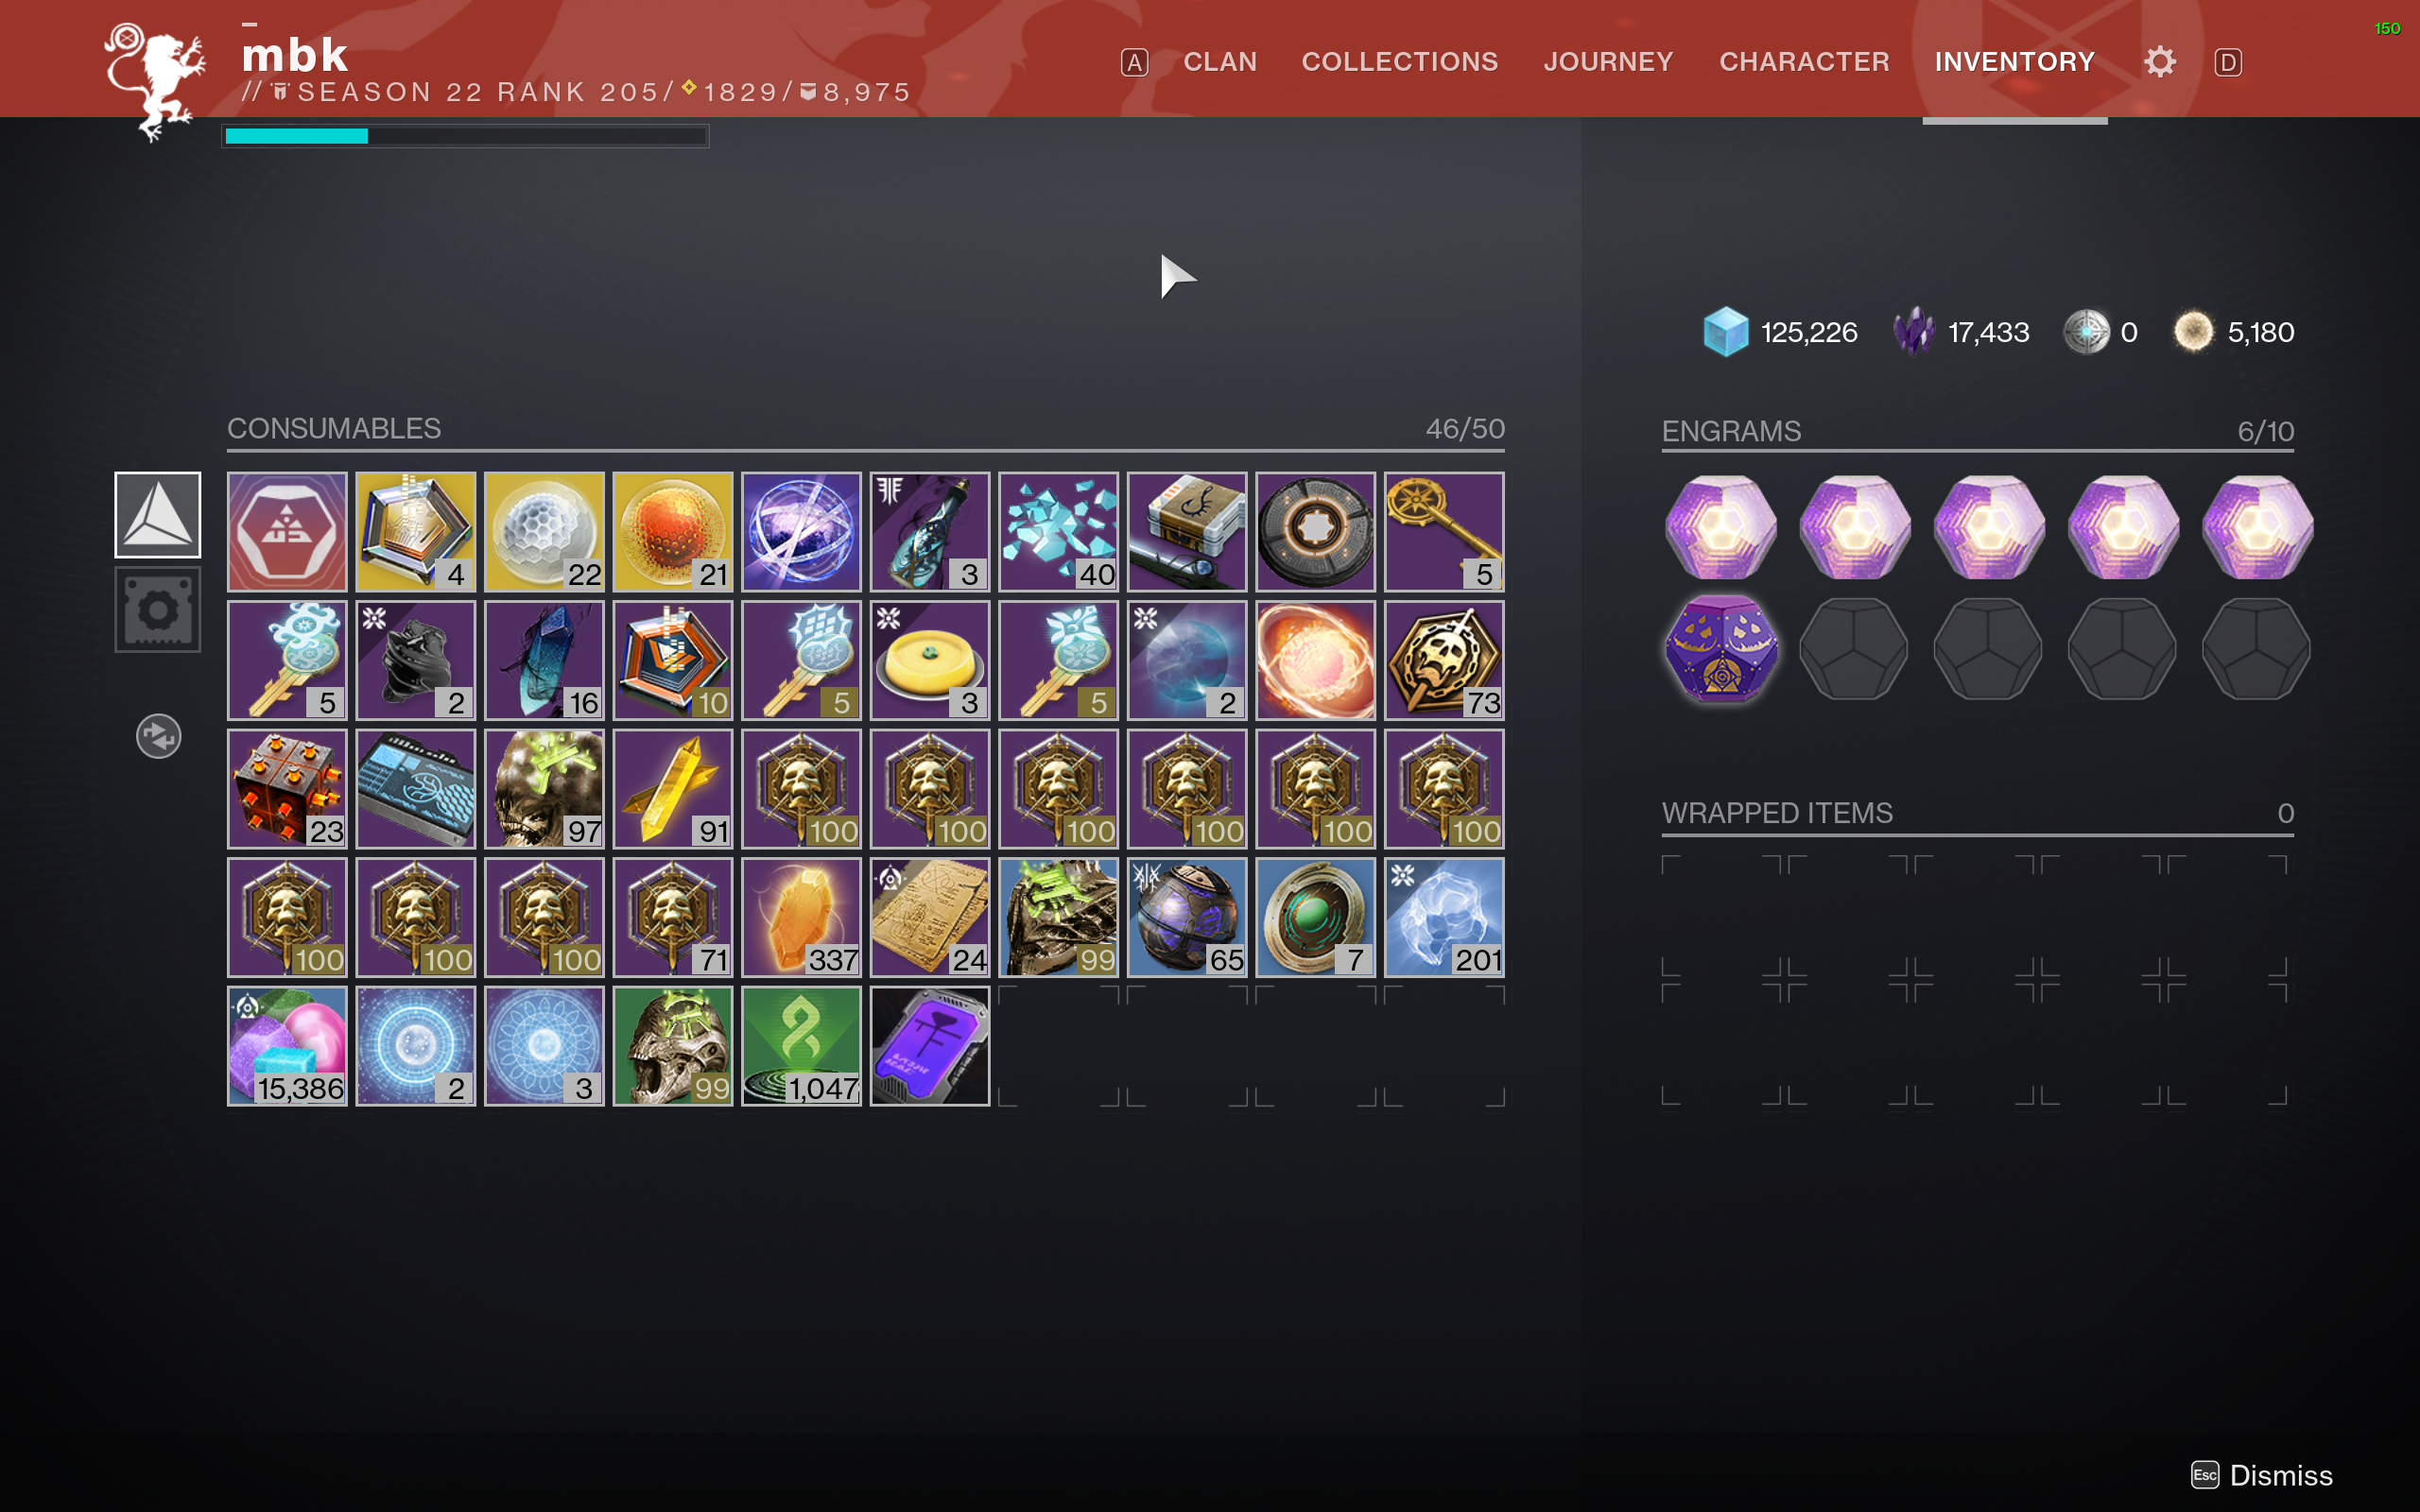 150
mbk
// SEASON 22 RANK 205/1829/8,975
A CLAN COLLECTIONS JOURNEY CHARACTER INVENTORY D
125,226 17,433 0 5,180
CONSUMABLES 46/50
ENGRAMS 6/10
4 22 21 3 40 5
5 2 16 10 5 3 5 2 73
23 97 91 100 100 100 100 100 100
WRAPPED ITEMS 0
100 100 100 71 337 24 99 65 7 201
15,386 2 3 99 1,047
Esc Dismiss